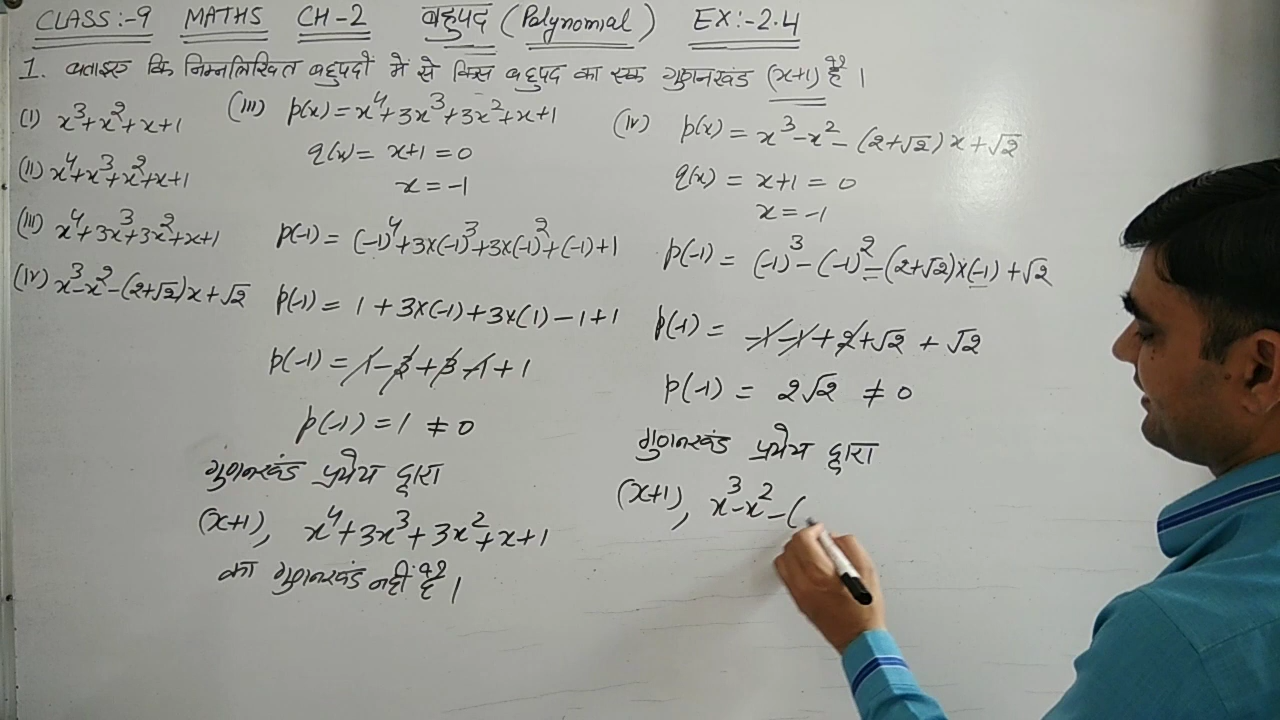 CLASS:-9 MATHS CH-2 बहुपद (Polynomial) EX:-2.4
1. बताइए कि निम्नलिखित बहुपदों में से किस बहुपद का एक गुणनखंड (x+1) है।
(i) x³+x²+x+1
(ii) x⁴+x³+x²+x+1
(iii) x⁴+3x³+3x²+x+1
(iv) x³-x²-(2+√2)x+√2
(iii) p(x) = x⁴+3x³+3x²+x+1
q(x) = x+1 = 0
x = -1
p(-1) = (-1)⁴+3×(-1)³+3×(-1)²+(-1)+1
p(-1) = 1+3×(-1)+3×(1)-1+1
p(-1) = 1-3+3-1+1
p(-1) = 1 ≠ 0
गुणनखंड प्रमेय द्वारा
(x+1), x⁴+3x³+3x²+x+1
का गुणनखंड नहीं है।
(iv) p(x) = x³-x²-(2+√2)x+√2
q(x) = x+1 = 0
x = -1
p(-1) = (-1)³-(-1)²-(2+√2)×(-1)+√2
p(-1) = -1-1+2+√2+√2
p(-1) = 2√2 ≠ 0
गुणनखंड प्रमेय द्वारा
(x+1), x³-x²-(